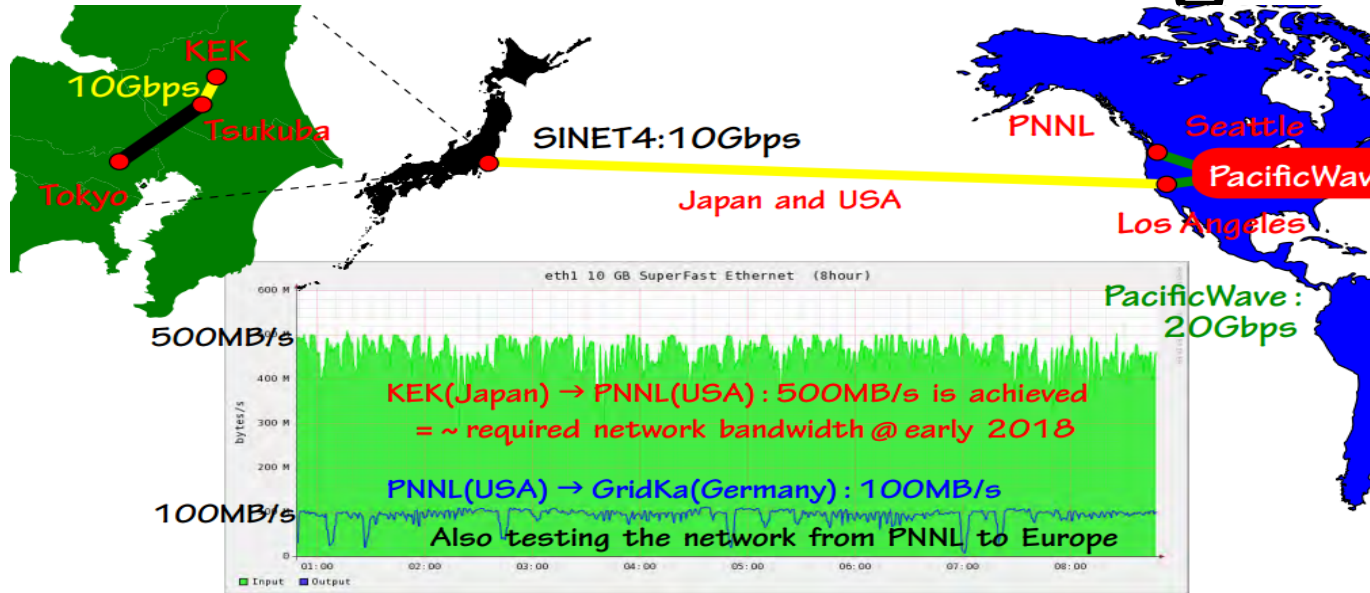 KEK
10Gbps
Tsukuba
Tokyo
SINET4:10Gbps
Japan and USA
PNNL
Seattle
PacificWav
Los Angeles
PacificWave :
20Gbps
eth1 10 GB SuperFast Ethernet (8hour)
600 M
500MB/s
400 M
300 M
200 M
100MB/s
0
bytes/s
KEK(Japan) → PNNL(USA) : 500MB/s is achieved
= ~ required network bandwidth @ early 2018
PNNL(USA) → GridKa(Germany) : 100MB/s
Also testing the network from PNNL to Europe
01:00 02:00 03:00 04:00 05:00 06:00 07:00 08:00
Input Output